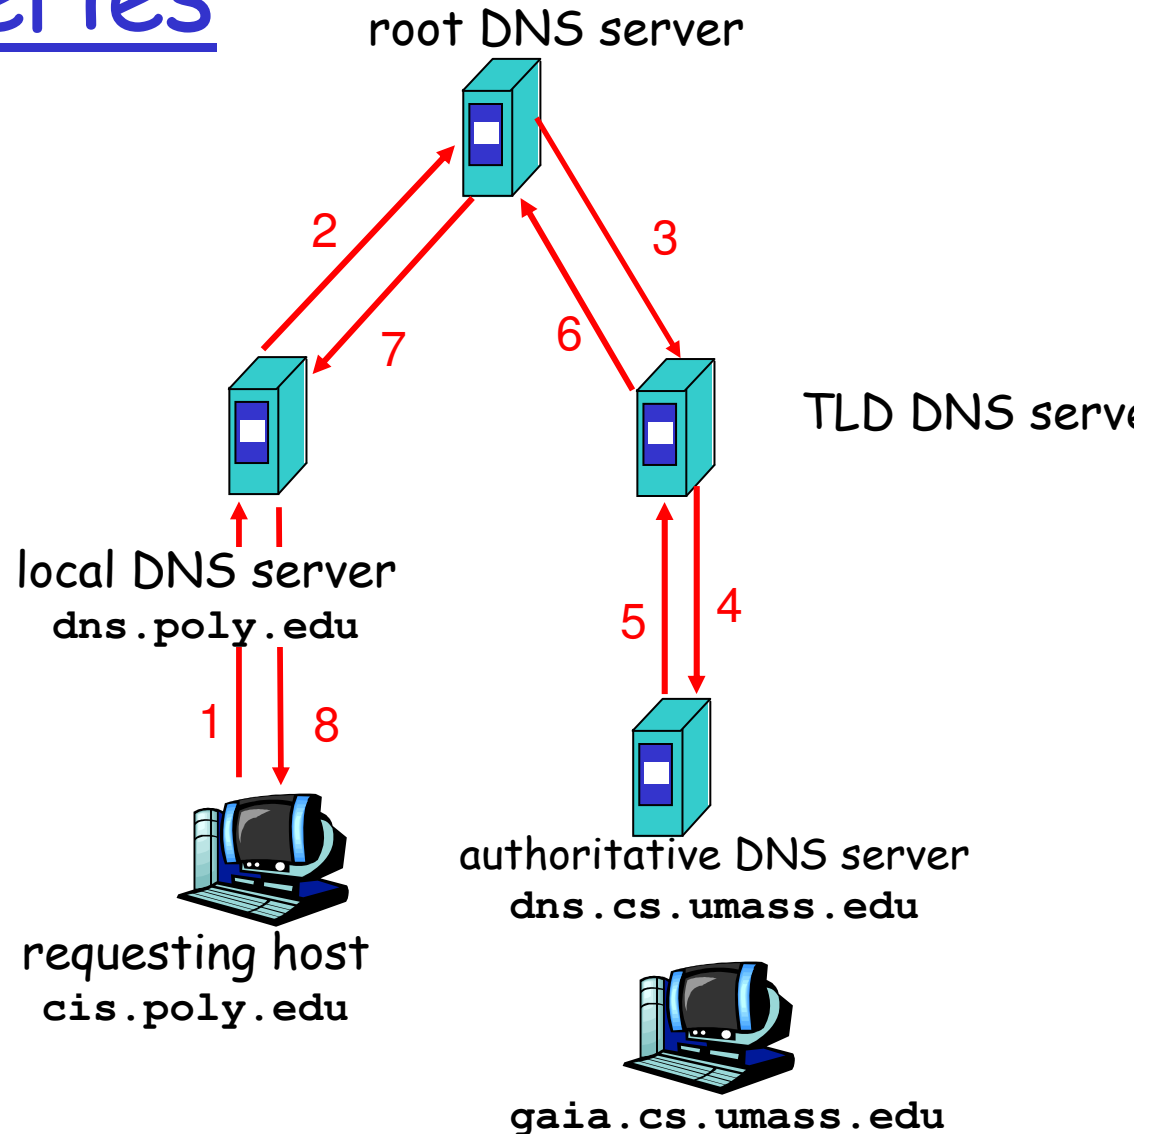 root DNS server
2
3
7
6
TLD DNS
local DNS server
dns.poly.edu
5
4
1
8
authoritative DNS server
dns.cs.umass.edu
requesting host
cis.poly.edu
gaia.cs.umass.edu